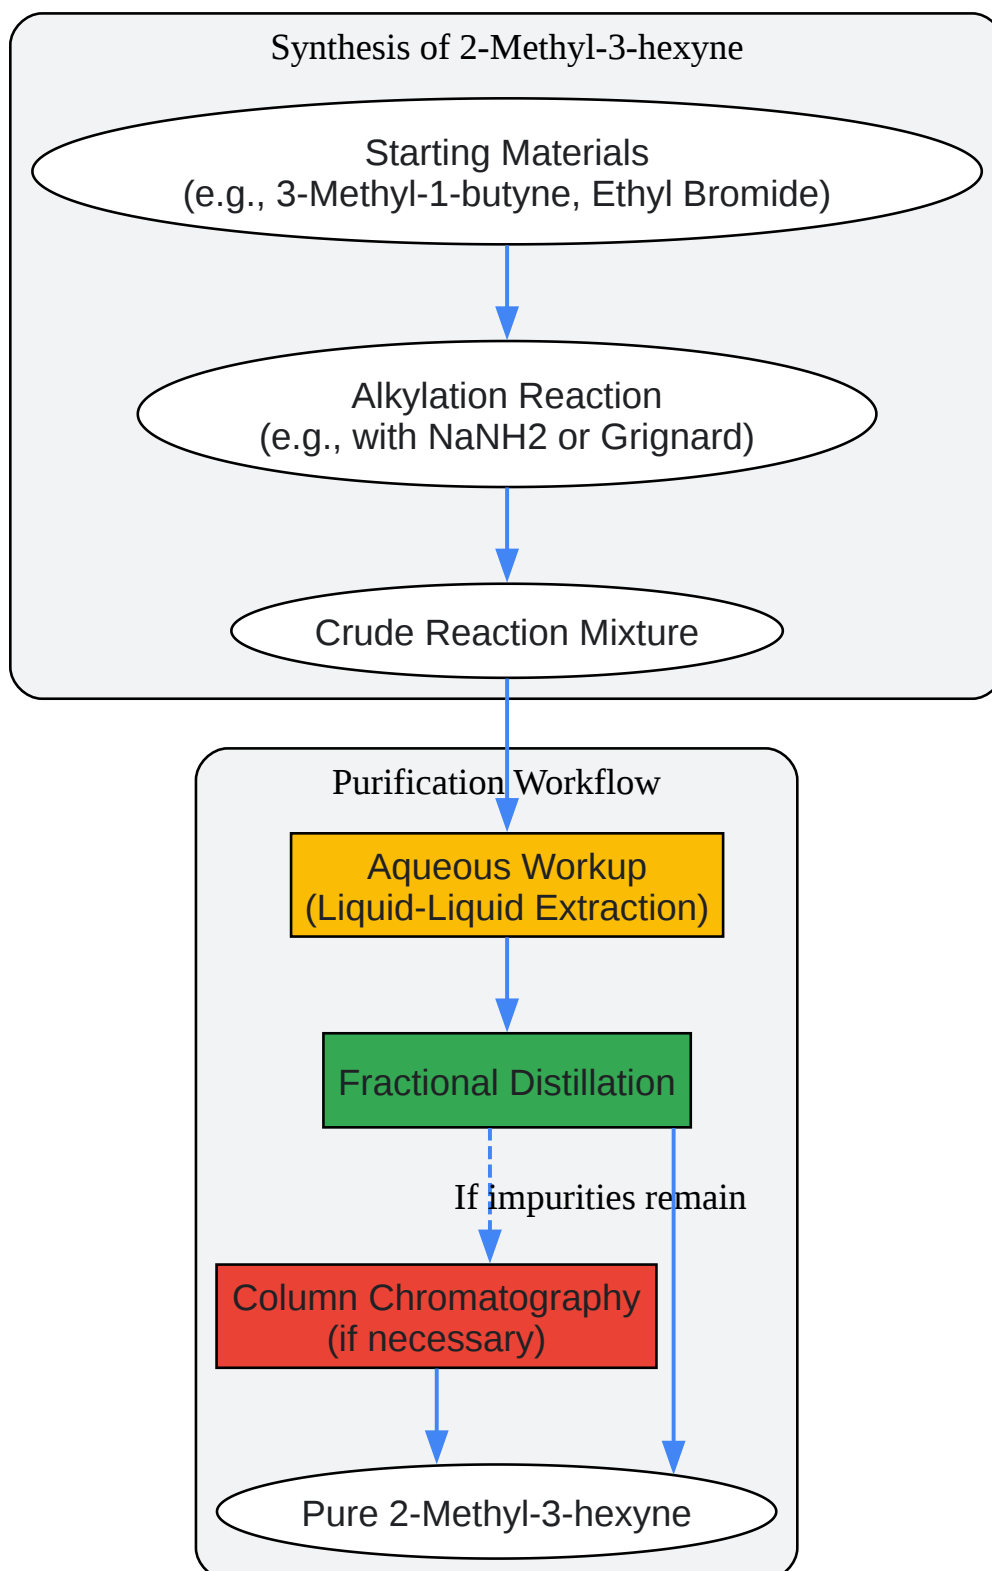 Synthesis of 2-Methyl-3-hexyne
Starting Materials
(e.g., 3-Methyl-1-butyne, Ethyl Bromide)
Alkylation Reaction
(e.g., with NaNH2 or Grignard)
Crude Reaction Mixture
Purification Workflow
Aqueous Workup
(Liquid-Liquid Extraction)
Fractional Distillation
If impurities remain
Column Chromatography
(if necessary)
Pure 2-Methyl-3-hexyne